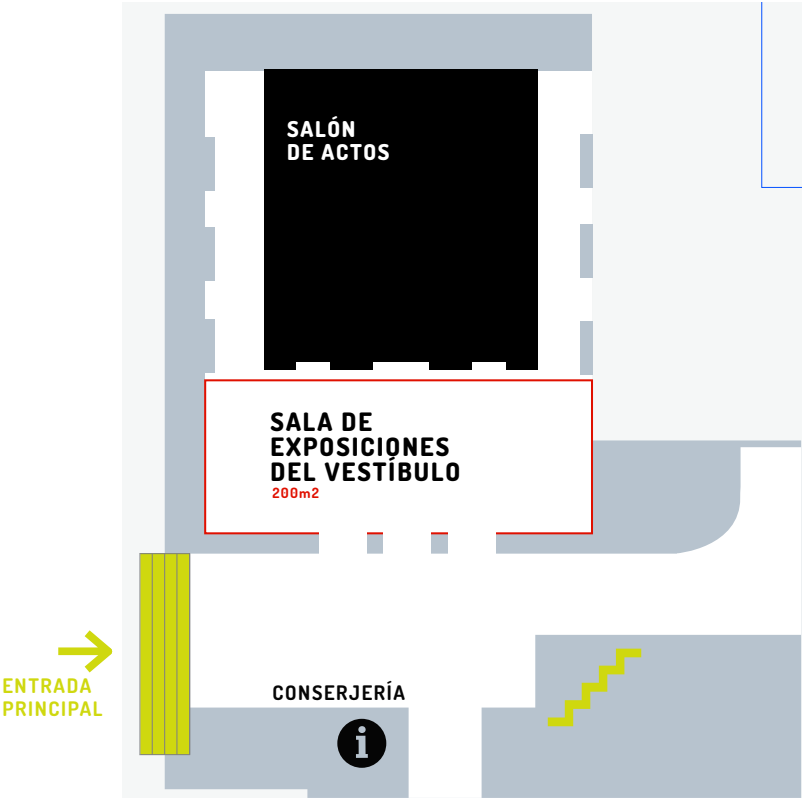 SALÓN
DE ACTOS
SALA DE
EXPOSICIONES
DEL VESTÍBULO
200m2
ENTRADA
PRINCIPAL
CONSERJERÍA
i